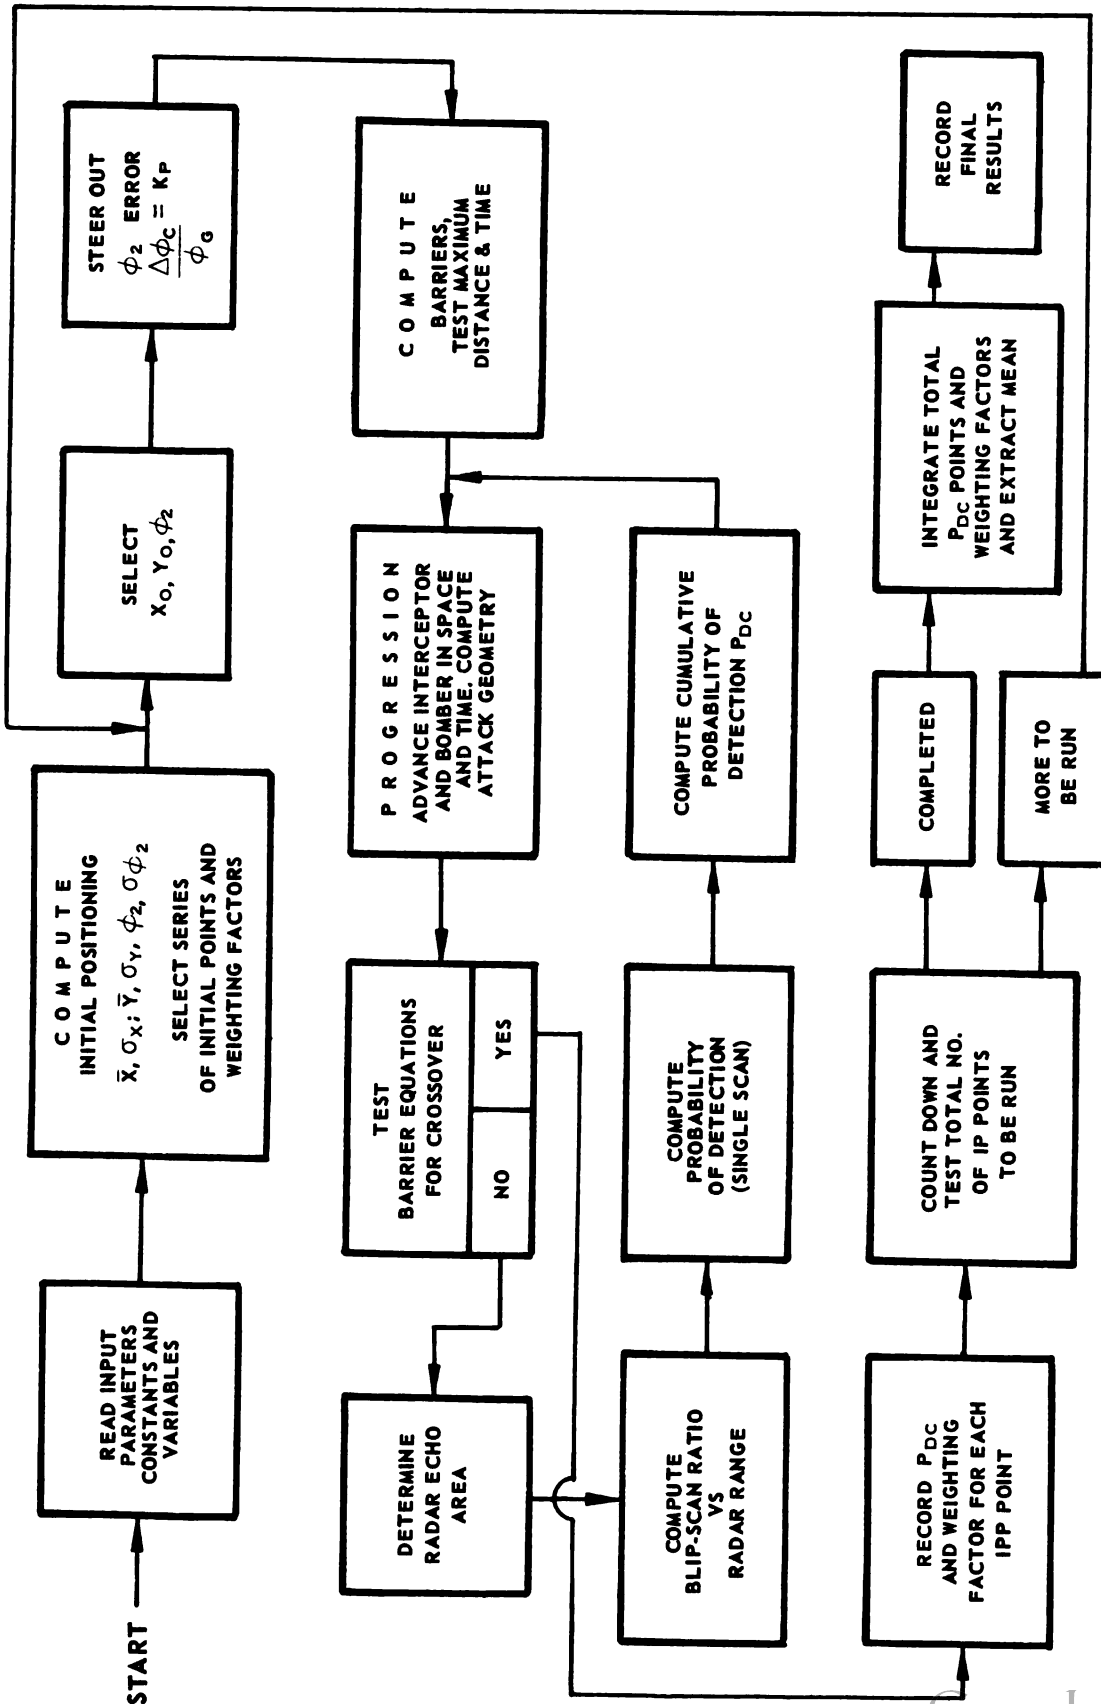 START
READ INPUT
PARAMETERS
CONSTANTS AND
VARIABLES
COMPUTE
INITIAL POSITIONING
X̄, σX; Ȳ, σY, ϕ2, σϕ2
SELECT SERIES
OF INITIAL POINTS AND
WEIGHTING FACTORS
SELECT
XO, YO, ϕ2
STEER OUT
ϕ2 ERROR
ΔϕC = KP
ϕG
COMPUTE
BARRIERS,
TEST MAXIMUM
DISTANCE & TIME
PROGRESSION
ADVANCE INTERCEPTOR
AND BOMBER IN SPACE
AND TIME. COMPUTE
ATTACK GEOMETRY
TEST
BARRIER EQUATIONS
FOR CROSSOVER
NO
YES
DETERMINE
RADAR ECHO
AREA
COMPUTE
BLIP-SCAN RATIO
VS
RADAR RANGE
COMPUTE
PROBABILITY
OF DETECTION
(SINGLE SCAN)
COMPUTE CUMULATIVE
PROBABILITY OF
DETECTION PDC
RECORD PDC
AND WEIGHTING
FACTOR FOR EACH
IPP POINT
COUNT DOWN AND
TEST TOTAL NO.
OF IP POINTS
TO BE RUN
COMPLETED
MORE TO
BE RUN
INTEGRATE TOTAL
PDC POINTS AND
WEIGHTING FACTORS
AND EXTRACT MEAN
RECORD
FINAL
RESULTS